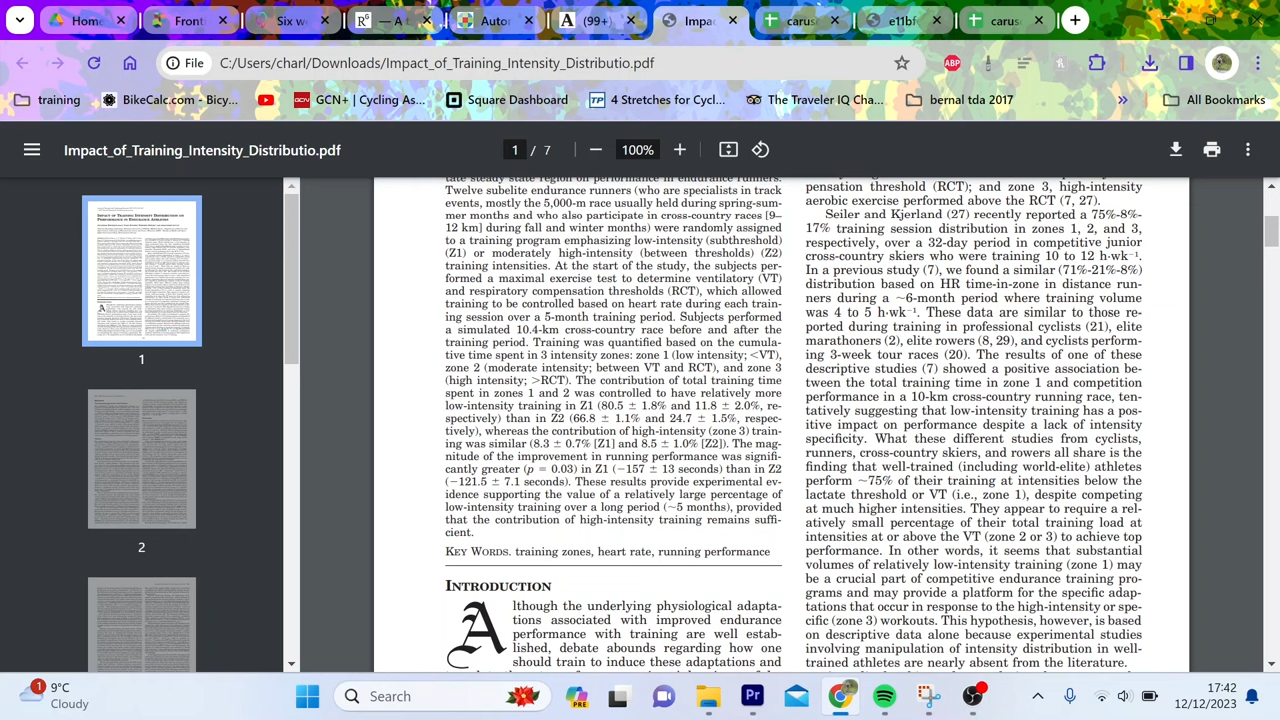 Home
Front
Six we
— A t
Autor
(99+)
Impac
caruse
e11bfe
caruse
File
C:/Users/charl/Downloads/Impact_of_Training_Intensity_Distributio.pdf
ABP
training
BikeCalc.com - Bicy...
GCN+ | Cycling As...
Square Dashboard
4 Stretches for Cycl...
The Traveler IQ Cha...
bernal tda 2017
All Bookmarks
Impact_of_Training_Intensity_Distributio.pdf
1 / 7
100%
1
2
tate steady state region on performance in endurance runners.
Twelve subelite endurance runners (who are specialists in track
events, mostly the 5,000-m race usually held during spring-sum-
mer months and who also participate in cross-country races [9–
12 km] during fall and winter months) were randomly assigned
to a training program emphasizing low-intensity (subthreshold)
(Z1) or moderately high-intensity (between thresholds) (Z2)
training intensities. At the start of the study, the subjects per-
formed a maximal exercise test to determine ventilatory (VT)
and respiratory compensation thresholds (RCT), which allowed
training to be controlled based on heart rate during each train-
ing session over the 5-month training period. Subjects performed
a simulated 10.4-km cross-country race before and after the
training period. Training was quantified based on the cumula-
tive time spent in 3 intensity zones: zone 1 (low intensity; <VT),
zone 2 (moderate intensity; between VT and RCT), and zone 3
(high intensity; >RCT). The contribution of total training time
spent in zones 1 and 2 was controlled to have relatively more
low-intensity training in Z1 (80.5 ± 1.8% and 11.8 ± 2.0%, re-
spectively) than in Z2 (66.8 ± 1.1% and 24.7 ± 1.5%, respec-
tively), whereas the contribution of high-intensity (zone 3) train-
ing was similar (8.3 ± 0.7% [Z1] and 8.5 ± 1.0% [Z2]). The mag-
nitude of the improvement in running performance was signifi-
cantly greater (p = 0.03) in Z1 (−157 ± 13 seconds) than in Z2
(−121.5 ± 7.1 seconds). These results provide experimental ev-
idence supporting the value of a relatively large percentage of
low-intensity training over a long period (~5 months), provided
that the contribution of high-intensity training remains suffi-
cient.
KEY WORDS. training zones, heart rate, running performance
INTRODUCTION
Although the underlying physiological adapta-
tions associated with improved endurance
performance with training are well estab-
lished, debate abounds regarding how one
should train to induce these adaptations and
pensation threshold (RCT); and zone 3, high-intensity
aerobic exercise performed above the RCT (7, 27).
Seiler and Kjerland (27) recently reported a 75%-8%-
17% training session distribution in zones 1, 2, and 3,
respectively, over a 32-day period in competitive junior
cross-country skiers who were training 10 to 12 h·wk⁻¹.
In a previous study (7), we found a similar (71%-21%-8%)
distribution based on HR time-in-zone in distance run-
ners during a ~6-month period where training volume
was 4 to 5 h·wk⁻¹. These data are similar to those re-
ported during training in professional cyclists (21), elite
marathoners (2), elite rowers (8, 29), and cyclists perform-
ing 3-week tour races (20). The results of one of these
descriptive studies (7) showed a positive association be-
tween the total training time in zone 1 and competition
performance in a 10-km cross-country running race, ten-
tatively suggesting that low-intensity training has a pos-
itive impact on performance despite a lack of intensity
specificity. What these different studies from cyclists,
runners, cross-country skiers, and rowers all share is the
finding that well-trained (including world-elite) athletes
perform ~75% of their training at intensities below the
lactate threshold or VT (i.e., zone 1), despite competing
at much higher intensities. They appear to require a rel-
atively small percentage of their total training load at
intensities at or above the VT (zone 2 or 3) to achieve top
performance. In other words, it seems that substantial
volumes of relatively low-intensity training (zone 1) may
be a crucial part of competitive endurance training pro-
grams and may provide a platform for the specific adap-
tations that occur in response to the high-intensity or spe-
cific (zone 3) workouts. This hypothesis, however, is based
on descriptive data alone because experimental studies
involving manipulation of intensity distribution in well-
trained athletes are nearly absent from the literature.
1
9°C
Cloudy
Search
PRE
Pr
17:42
12/12/2023